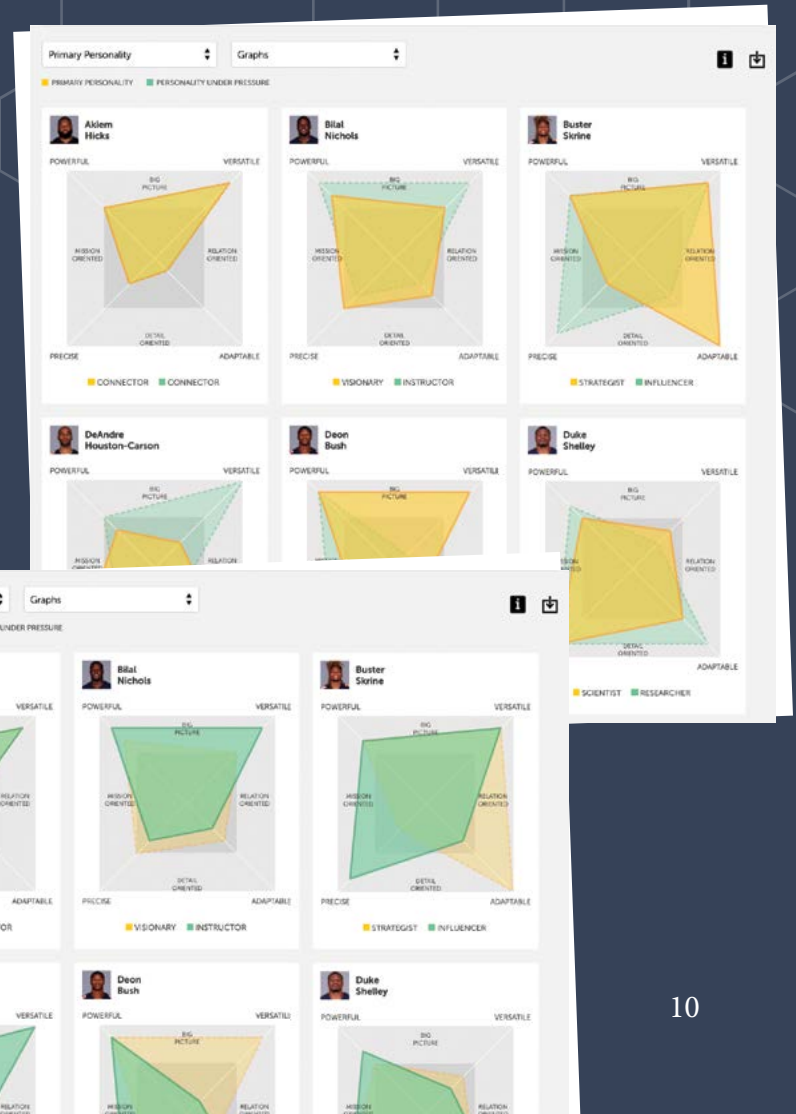 Primary Personality
Graphs
PRIMARY PERSONALITY
PERSONALITY UNDER PRESSURE
Akiem
Hicks
POWERFUL
VERSATILE
BIG
PICTURE
MISSION
ORIENTED
RELATION
ORIENTED
DETAIL
ORIENTED
PRECISE
ADAPTABLE
CONNECTOR
CONNECTOR
Bilal
Nichols
POWERFUL
VERSATILE
BIG
PICTURE
MISSION
ORIENTED
RELATION
ORIENTED
DETAIL
ORIENTED
PRECISE
ADAPTABLE
VISIONARY
INSTRUCTOR
Buster
Skrine
POWERFUL
VERSATILE
BIG
PICTURE
MISSION
ORIENTED
RELATION
ORIENTED
DETAIL
ORIENTED
PRECISE
ADAPTABLE
STRATEGIST
INFLUENCER
DeAndre
Houston-Carson
POWERFUL
VERSATILE
BIG
PICTURE
MISSION
RELATION
Deon
Bush
POWERFUL
BIG
PICTURE
Duke
Shelley
POWERFUL
VERSATILE
BIG
PICTURE
RELATION
ORIENTED
DETAIL
ORIENTED
ADAPTABLE
SCIENTIST
RESEARCHER
Graphs
UNDER PRESSURE
VERSATILE
RELATION
ORIENTED
ADAPTABLE
Bilal
Nichols
POWERFUL
VERSATILE
BIG
PICTURE
MISSION
ORIENTED
RELATION
ORIENTED
DETAIL
ORIENTED
PRECISE
ADAPTABLE
VISIONARY
INSTRUCTOR
Buster
Skrine
POWERFUL
VERSATILE
BIG
PICTURE
MISSION
ORIENTED
RELATION
ORIENTED
DETAIL
ORIENTED
PRECISE
ADAPTABLE
STRATEGIST
INFLUENCER
VERSATILE
RELATION
Deon
Bush
POWERFUL
BIG
PICTURE
MISSION
RELATION
Duke
Shelley
POWERFUL
VERSATILE
BIG
PICTURE
MISSION
RELATION
10